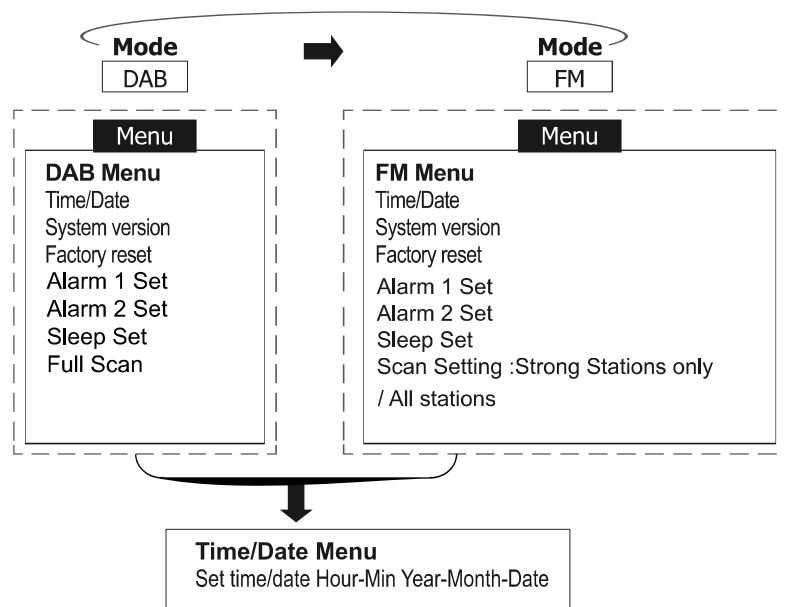 Mode
DAB
Menu
DAB Menu
Time/Date
System version
Factory reset
Alarm 1 Set
Alarm 2 Set
Sleep Set
Full Scan
Mode
FM
Menu
FM Menu
Time/Date
System version
Factory reset
Alarm 1 Set
Alarm 2 Set
Sleep Set
Scan Setting :Strong Stations only
/ All stations
Time/Date Menu
Set time/date Hour-Min Year-Month-Date